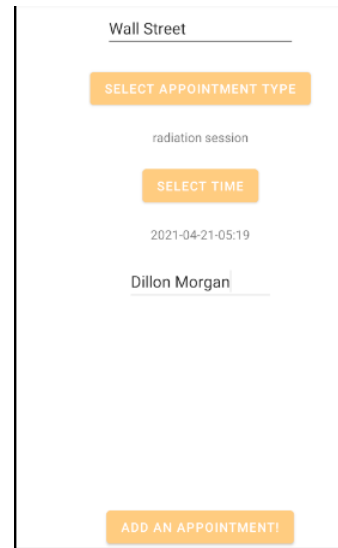 Wall Street
SELECT APPOINTMENT TYPE
radiation session
SELECT TIME
2021-04-21-05:19
Dillon Morgan
ADD AN APPOINTMENT!